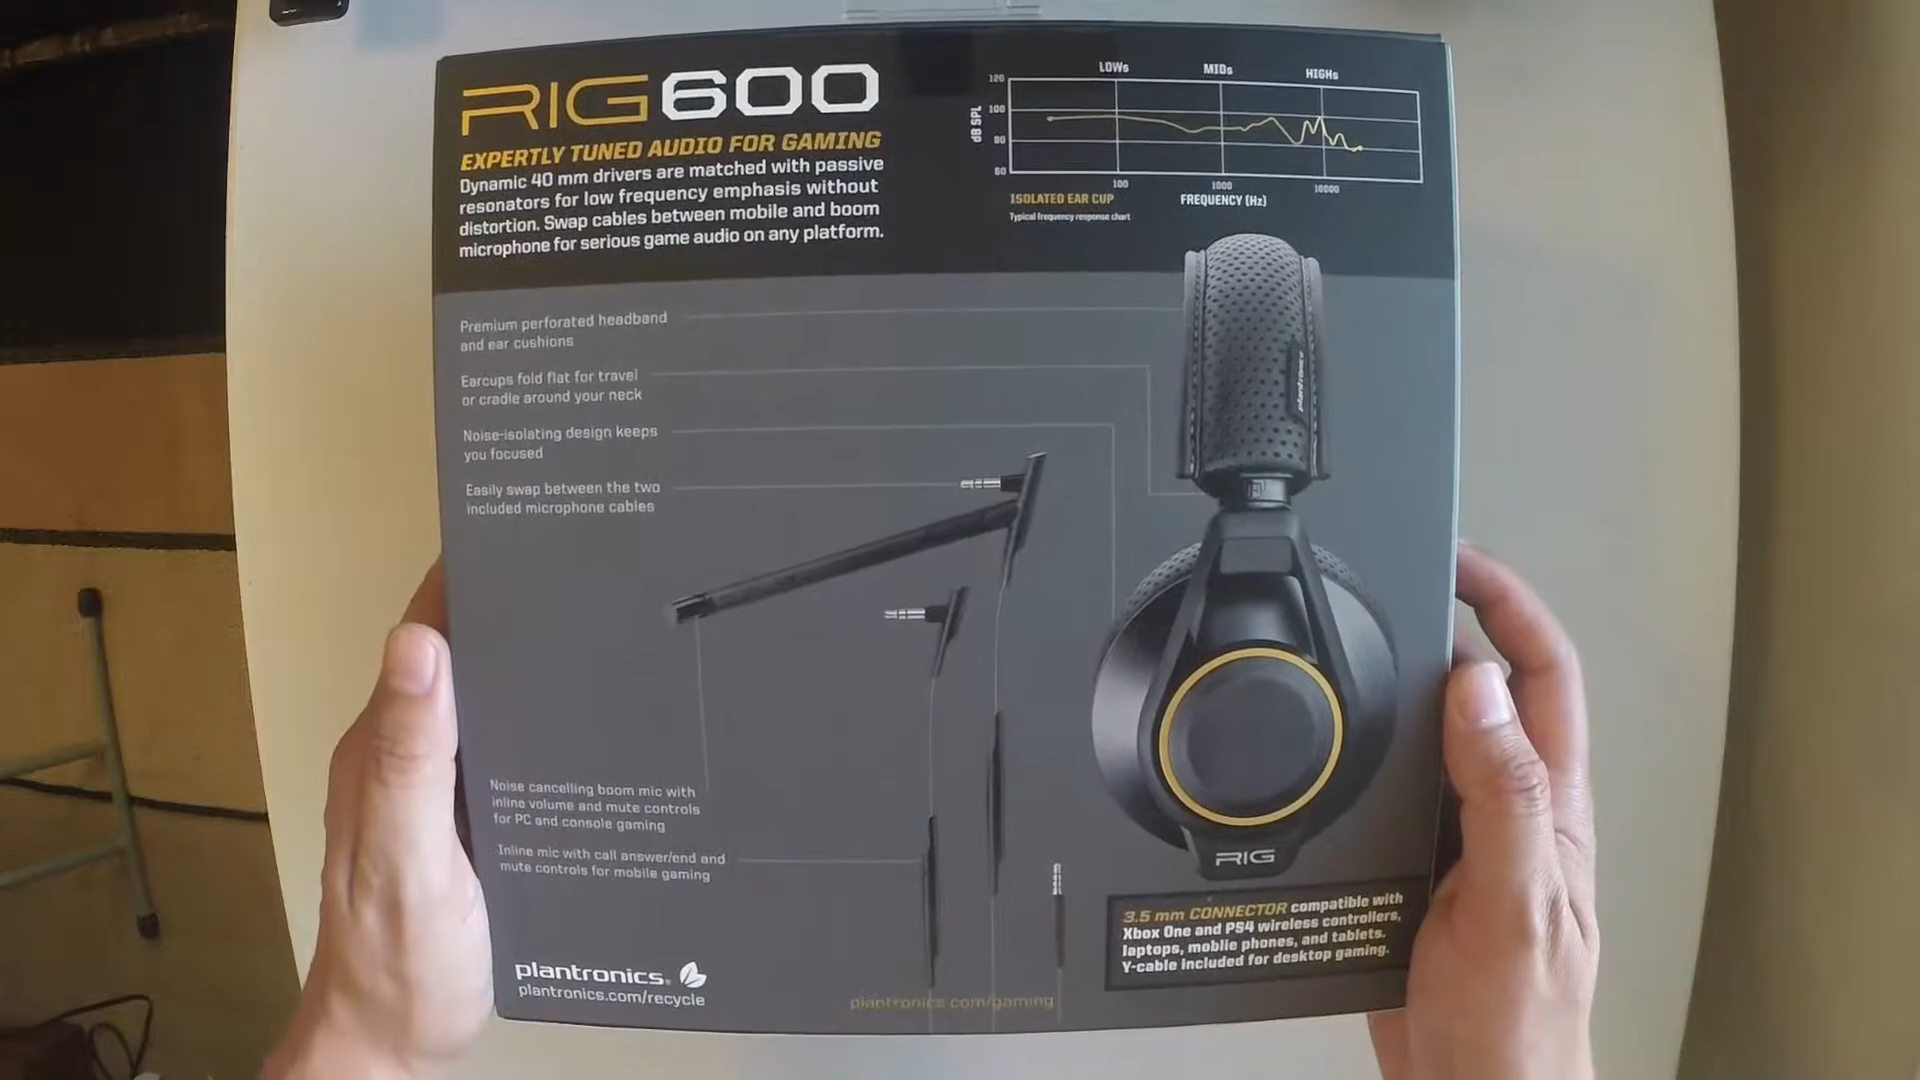 RIG600
EXPERTLY TUNED AUDIO FOR GAMING
Dynamic 40 mm drivers are matched with passive
resonators for low frequency emphasis without
distortion. Swap cables between mobile and boom
microphone for serious game audio on any platform.
LOWs MIDs HIGHs
120
100
80
60
dB SPL
100 1000 10000
ISOLATED EAR CUP
FREQUENCY (Hz)
Typical frequency response chart
Premium perforated headband
and ear cushions
Earcups fold flat for travel
or cradle around your neck
Noise-isolating design keeps
you focused
Easily swap between the two
included microphone cables
plantronics
Noise cancelling boom mic with
inline volume and mute controls
for PC and console gaming
Inline mic with call answer/end and
mute controls for mobile gaming
RIG
3.5 mm CONNECTOR compatible with
Xbox One and PS4 wireless controllers,
laptops, moblie phones, and tablets.
Y-cable included for desktop gaming.
plantronics®
plantronics.com/recycle
plantronics.com/gaming